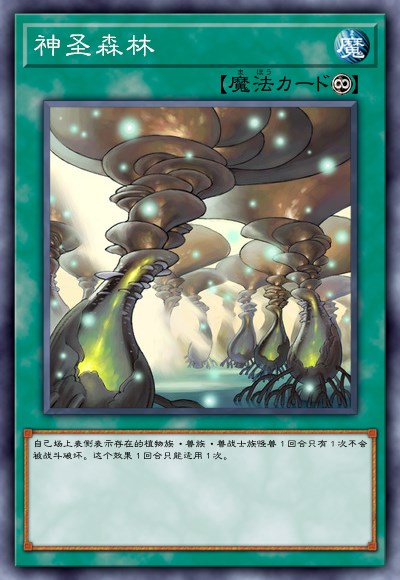 神圣森林
魔
【魔法カード♾】
ま ほう
自己场上表侧表示存在的植物族·兽族·兽战士族怪兽1回合只有1次不会
被战斗破坏。这个效果1回合只能适用1次。